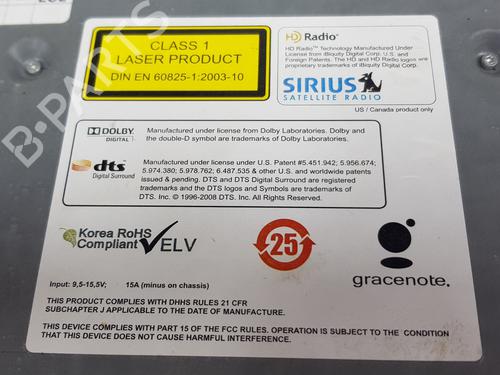 CLASS 1
LASER PRODUCT
DIN EN 60825-1:2003-10
HD Radio™
HD Radio™ Technology Manufactured Under
License from iBiquity Digital Corp. U.S. and
Foreign Patents. The HD and HD Radio logos are
proprietary trademarks of iBiquity Digital Corp.
SIRIUS
SATELLITE RADIO
US / Canada product only
DOLBY
DIGITAL
Manufactured under license from Dolby Laboratories. Dolby and
the double-D symbol are trademark of Dolby Laboratories.
dts
Digital Surround
Manufactured under license under U.S. Patent #5.451.942; 5.956.674;
5.974.380; 5.978.762; 6.487.535 & other U.S. and worldwide patents
issued & pending. DTS and DTS Digital Surround are registered
trademarks and the DTS logos and Symbols are trademarks of
DTS. Inc. © 1996-2008 DTS. Inc. All rights reserved.
Korea RoHS
Compliant
ELV
25
gracenote.
Input: 9,5-15,5V; 15A (minus on chassis)
THIS PRODUCT COMPLIES WITH DHHS RULES 21 CFR
SUBCHAPTER J APPLICABLE TO THE DATE OF MANUFACTURE.
THIS DEVICE COMPLIES WITH PART 15 OF THE FCC RULES. OPERATION IS SUBJECT TO THE CONDITION
THAT THIS DEVICE DOES NOT CAUSE HARMFUL INTERFERENCE.
B-PARTS